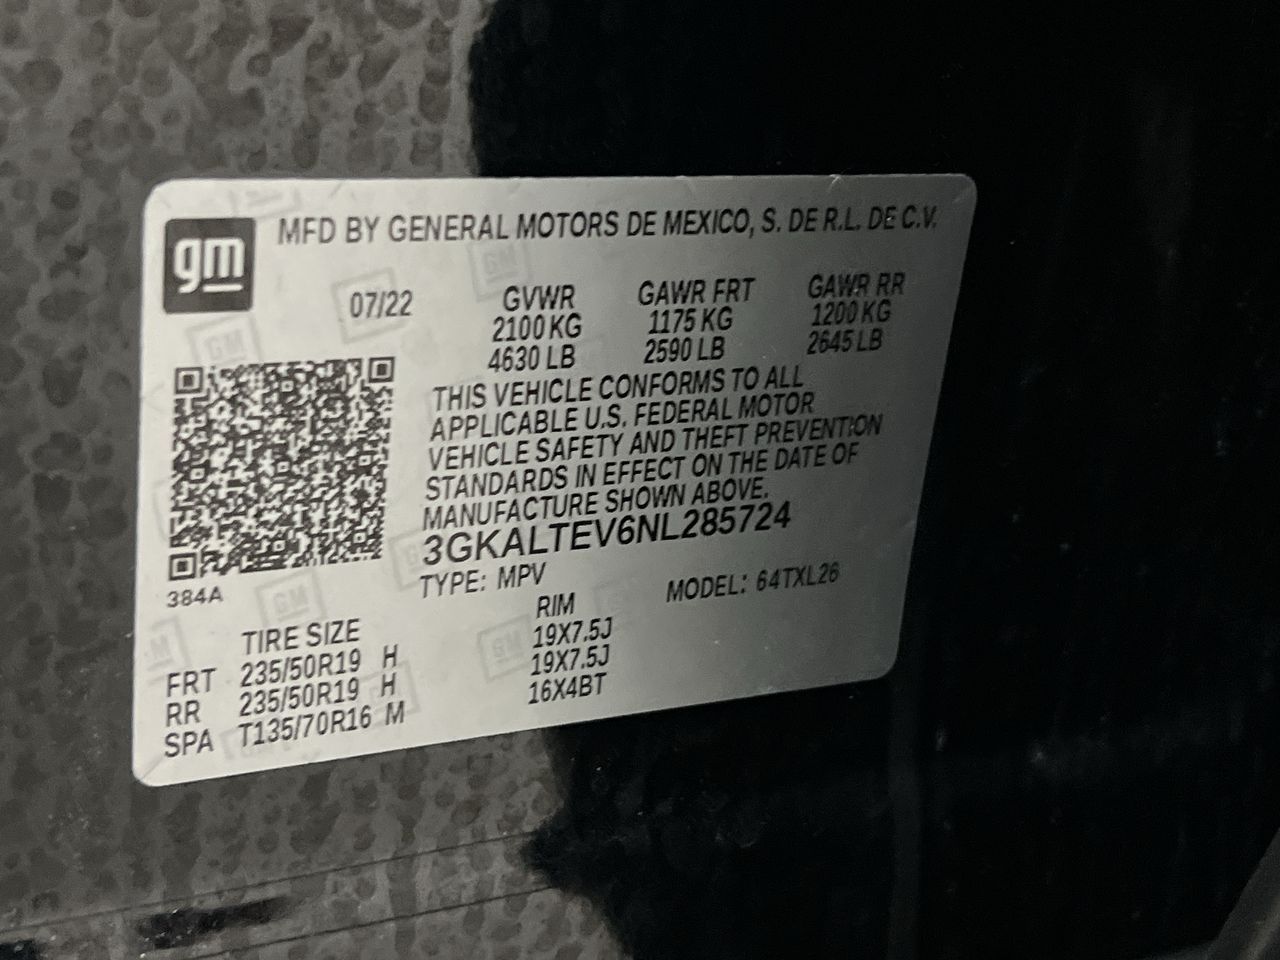 gm
MFD BY GENERAL MOTORS DE MEXICO, S. DE R.L. DE C.V.
07/22
GVWR GAWR FRT GAWR RR
2100 KG 1175 KG 1200 KG
4630 LB 2590 LB 2645 LB
THIS VEHICLE CONFORMS TO ALL
APPLICABLE U.S. FEDERAL MOTOR
VEHICLE SAFETY AND THEFT PREVENTION
STANDARDS IN EFFECT ON THE DATE OF
MANUFACTURE SHOWN ABOVE.
3GKALTEV6NL285724
TYPE: MPV MODEL: 64TXL26
384A
TIRE SIZE RIM
FRT 235/50R19 H 19X7.5J
RR 235/50R19 H 19X7.5J
SPA T135/70R16 M 16X4BT